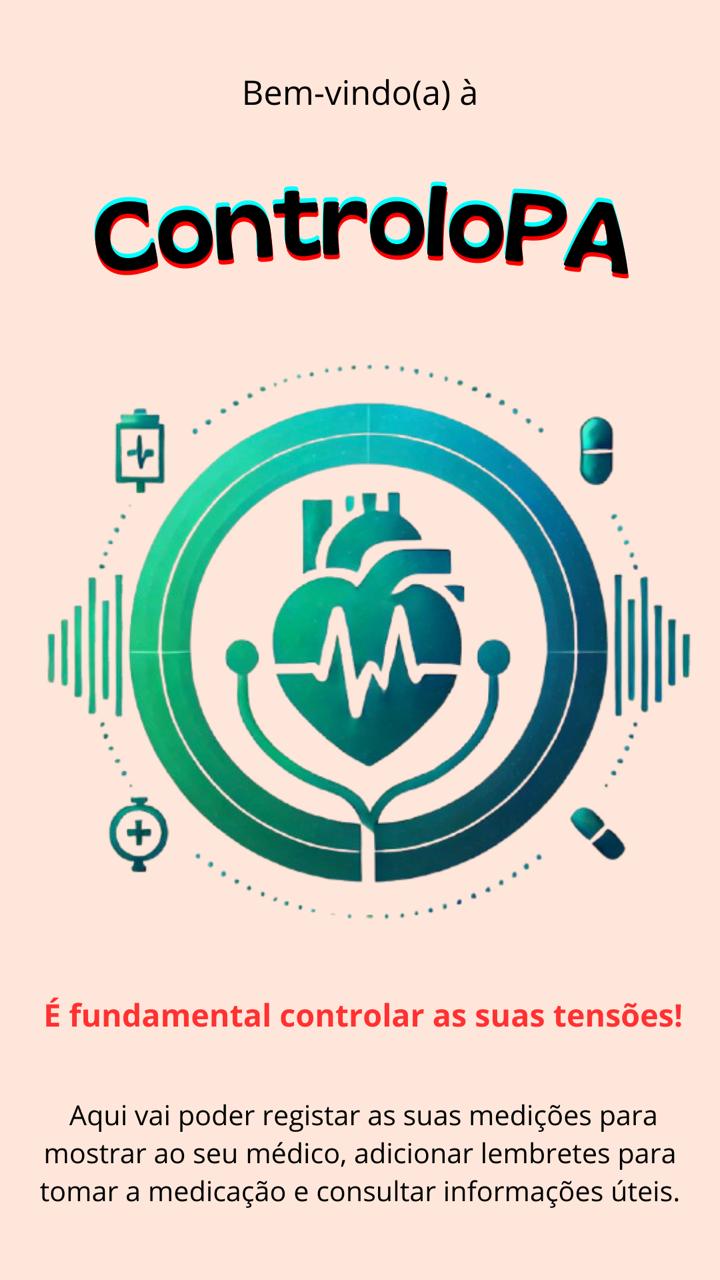 Bem-vindo(a) à
ControloPA
É fundamental controlar as suas tensões!
Aqui vai poder registar as suas medições para
mostrar ao seu médico, adicionar lembretes para
tomar a medicação e consultar informações úteis.